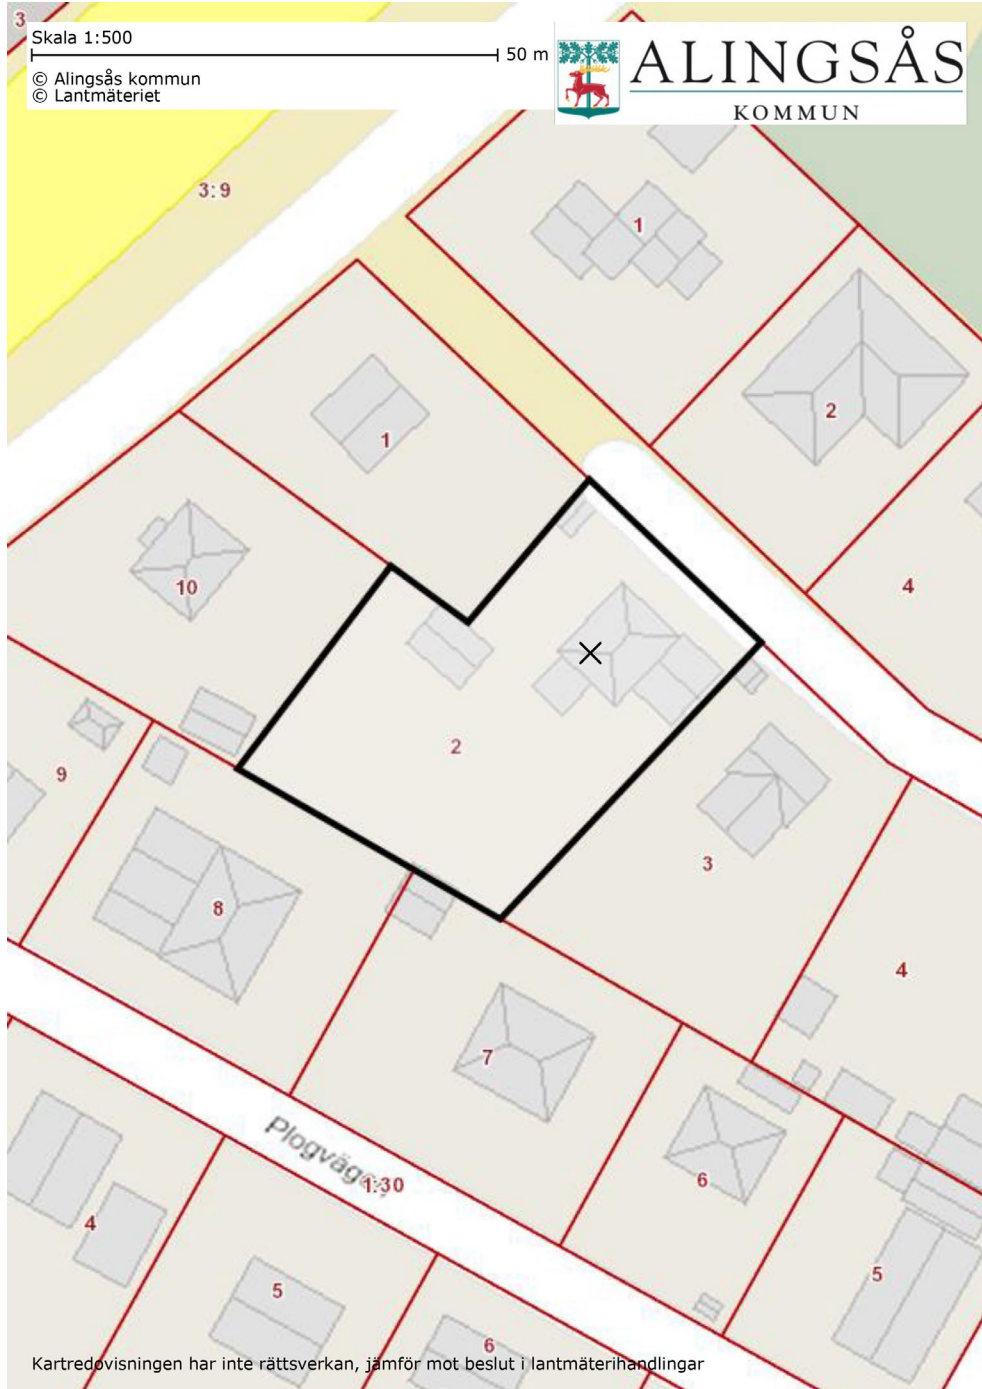 3
Skala 1:500
50 m
© Alingsås kommun
© Lantmäteriet
ALINGSÅS
KOMMUN
3:9
1
2
1
4
10
2
9
3
8
4
7
6
Plogvägen
1:30
4
5
5
6
Kartredovisningen har inte rättsverkan, jämför mot beslut i lantmäterihandlingar